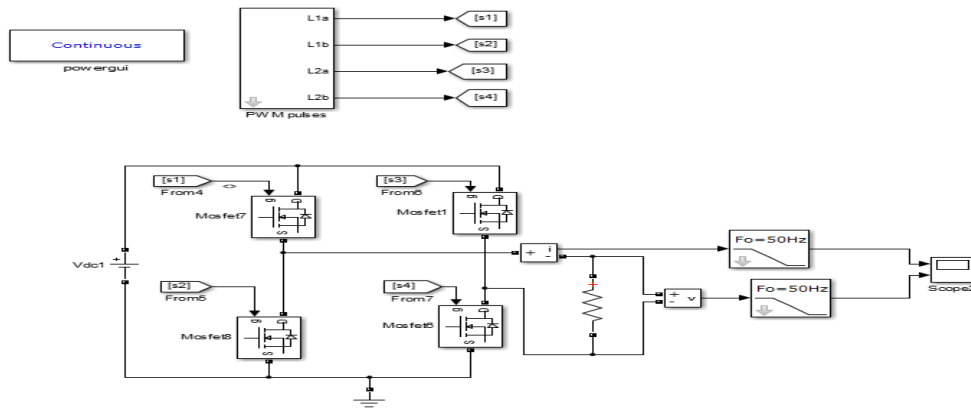 Continuous
powergui
L1a
L1b
L2a
L2b
PWM pulses
[s1]
[s2]
[s3]
[s4]
[s1]
From4
<>
g
D
S
Mosfet7
[s3]
From6
g
D
S
Mosfet1
Vdc1
+
[s2]
From5
g
D
S
Mosfet8
[s4]
From7
g
D
S
Mosfet6
+
i
-
+
+
-
v
Fo=50Hz
Fo=50Hz